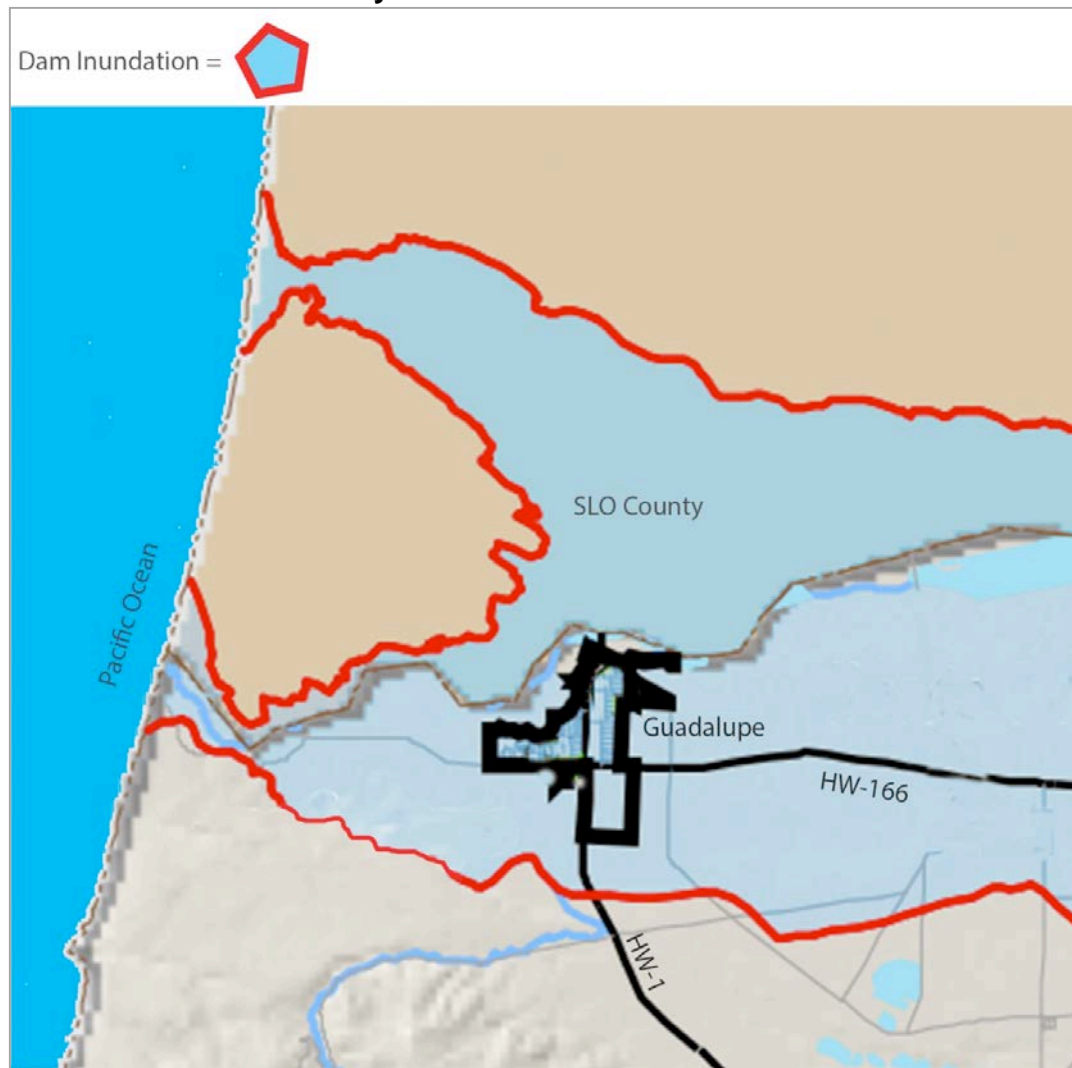 Dam Inundation =
SLO County
Pacific Ocean
Guadalupe
HW-166
HW-1